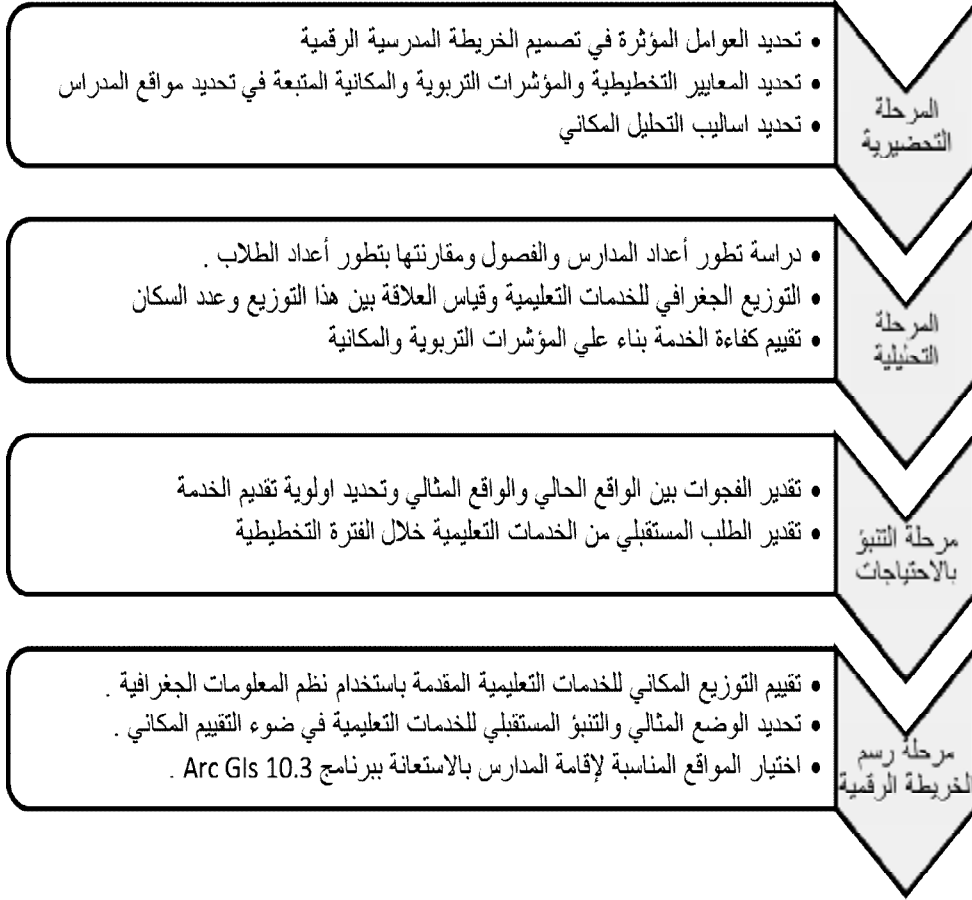 المرحلة
التحضيرية
• تحديد العوامل المؤثرة في تصميم الخريطة المدرسية الرقمية
• تحديد المعايير التخطيطية والمؤشرات التربوية والمكانية المتبعة في تحديد مواقع المدراس
• تحديد اساليب التحليل المكاني
المرحلة
التحليلية
• دراسة تطور أعداد المدارس والفصول ومقارنتها بتطور أعداد الطلاب .
• التوزيع الجغرافي للخدمات التعليمية وقياس العلاقة بين هذا التوزيع وعدد السكان
• تقييم كفاءة الخدمة بناء علي المؤشرات التربوية والمكانية
مرحلة التنبؤ
بالاحتياجات
• تقدير الفجوات بين الواقع الحالي والواقع المثالي وتحديد اولوية تقديم الخدمة
• تقدير الطلب المستقبلي من الخدمات التعليمية خلال الفترة التخطيطية
مرحلة رسم
الخريطة الرقمية
• تقييم التوزيع المكاني للخدمات التعليمية المقدمة باستخدام نظم المعلومات الجغرافية .
• تحديد الوضع المثالي والتنبؤ المستقبلي للخدمات التعليمية في ضوء التقييم المكاني .
• اختيار المواقع المناسبة لإقامة المدارس بالاستعانة ببرنامج Arc GIs 10.3 .